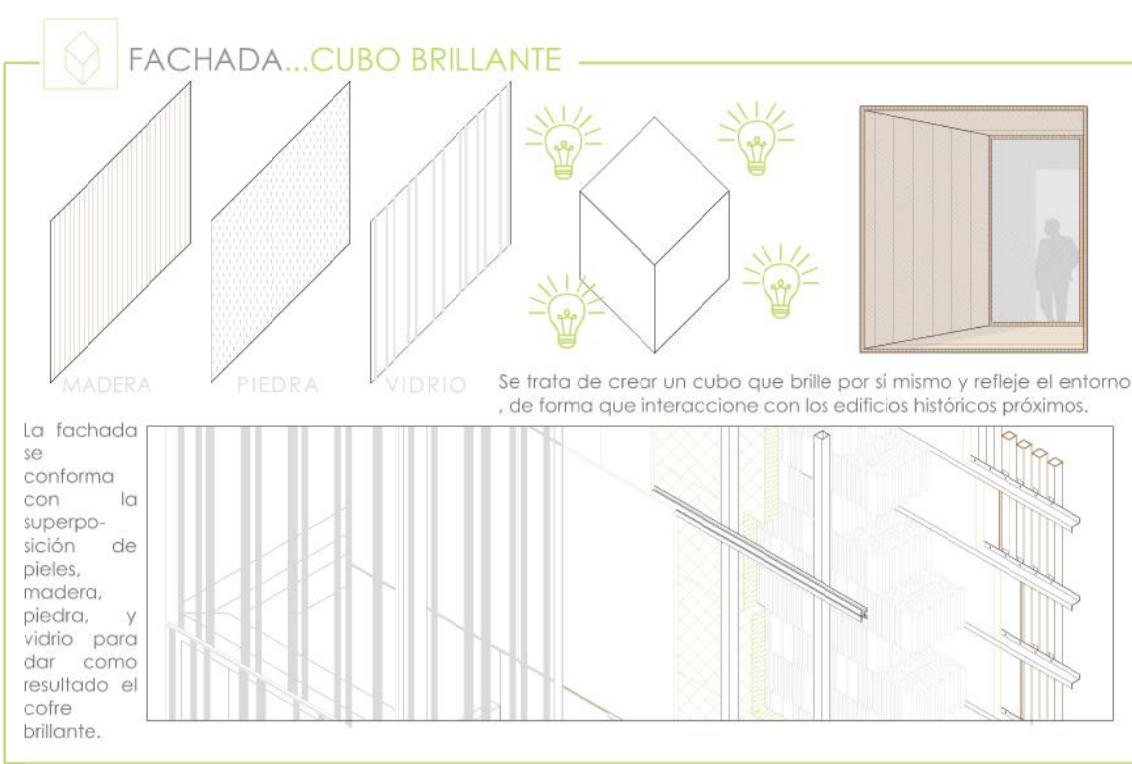 FACHADA...CUBO BRILLANTE
MADERA
PIEDRA
VIDRIO
Se trata de crear un cubo que brille por sí mismo y refleje el entorno
, de forma que interaccione con los edificios históricos próximos.
La fachada
se
conforma
con la
superpo-
sición de
pieles,
madera,
piedra, y
vidrio para
dar como
resultado el
cofre
brillante.